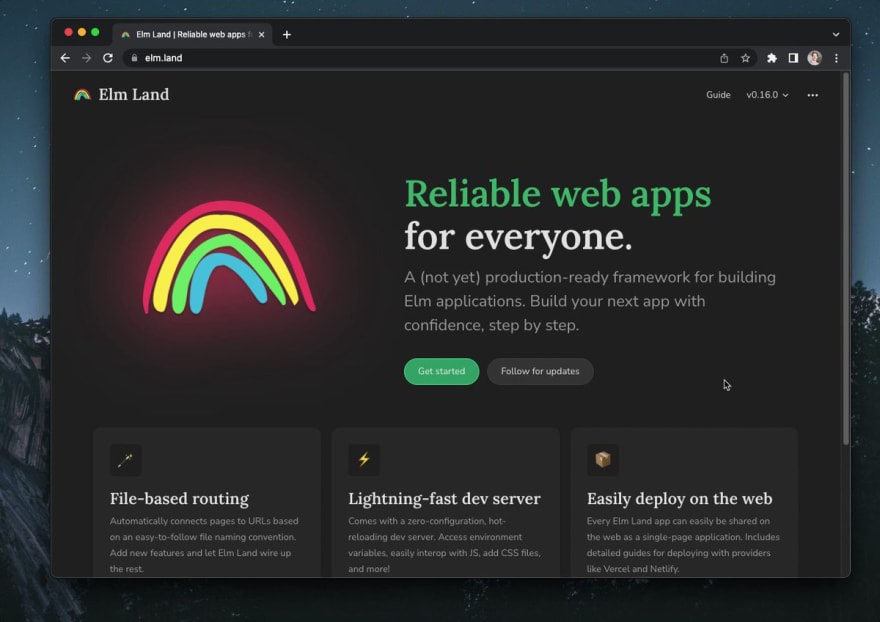 Elm Land | Reliable web apps f
elm.land
Elm Land
Guide
v0.16.0
Reliable web apps
for everyone.
A (not yet) production-ready framework for building
Elm applications. Build your next app with
confidence, step by step.
Get started
Follow for updates
File-based routing
Automatically connects pages to URLs based
on an easy-to-follow file naming convention.
Add new features and let Elm Land wire up
the rest.
Lightning-fast dev server
Comes with a zero-configuration, hot-
reloading dev server. Access environment
variables, easily interop with JS, add CSS files,
and more!
Easily deploy on the web
Every Elm Land app can easily be shared on
the web as a single-page application. Includes
detailed guides for deploying with providers
like Vercel and Netlify.